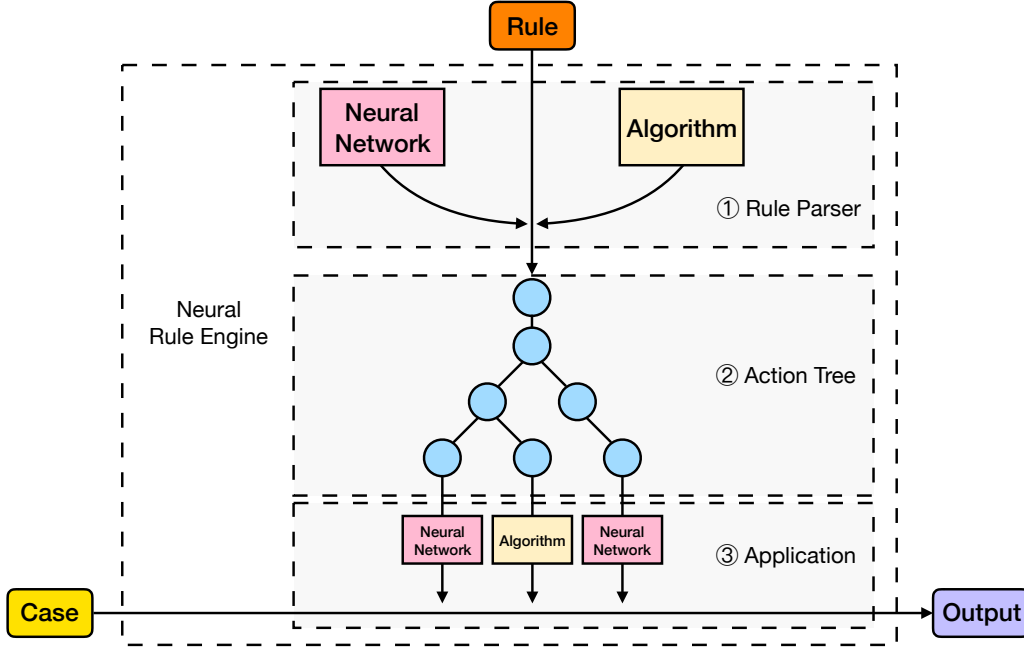 Rule
Neural
Network
Algorithm
① Rule Parser
Neural
Rule Engine
② Action Tree
Neural
Network
Algorithm
Neural
Network
③ Application
Case
Output